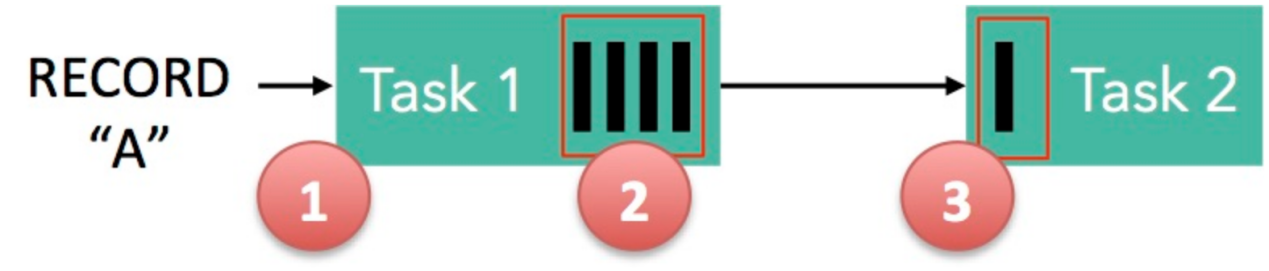 RECORD
“A”
Task 1
Task 2
1
2
3